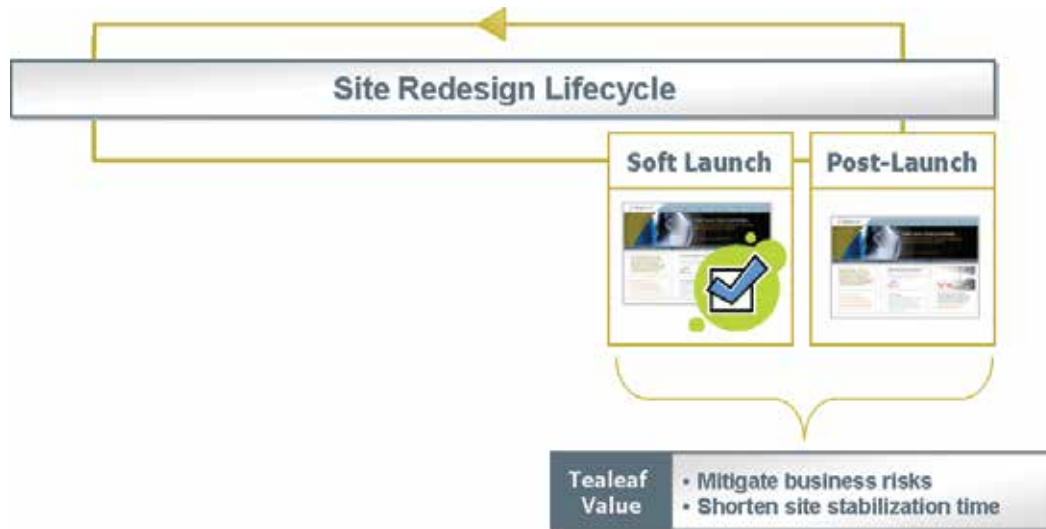 Site Redesign Lifecycle
Soft Launch
Post-Launch
Tealeaf
Value
• Mitigate business risks
• Shorten site stabilization time